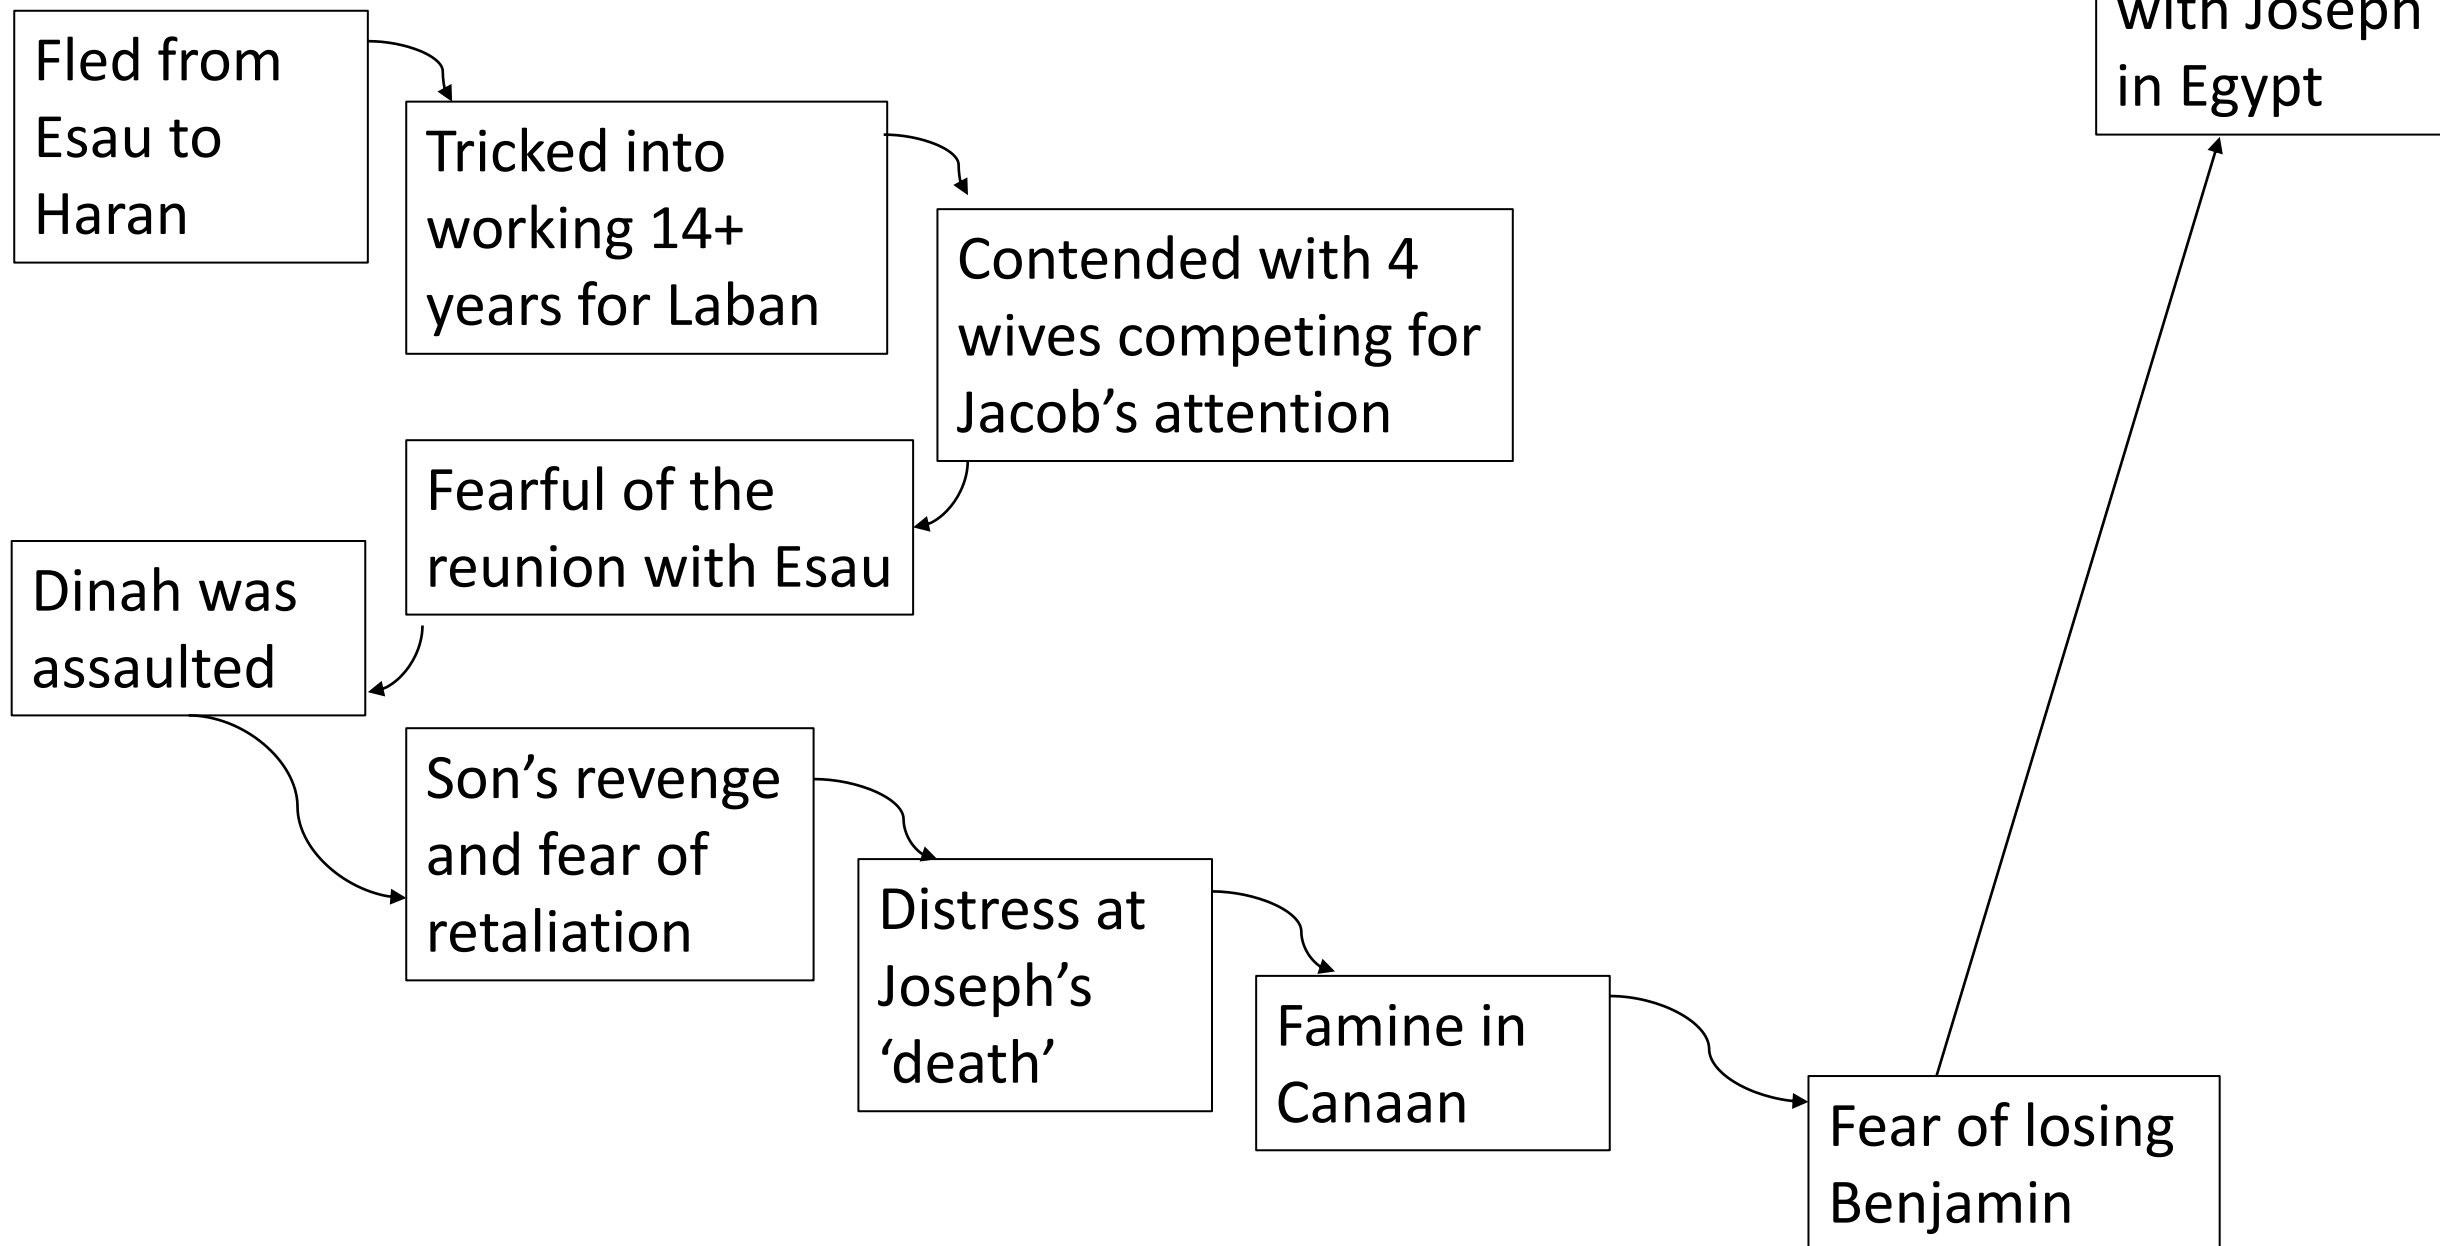 Fled from
Esau to
Haran
Tricked into
working 14+
years for Laban
Contended with 4
wives competing for
Jacob’s attention
Fearful of the
reunion with Esau
Dinah was
assaulted
Son’s revenge
and fear of
retaliation
Distress at
Joseph’s
‘death’
Famine in
Canaan
Fear of losing
Benjamin
with Joseph
in Egypt